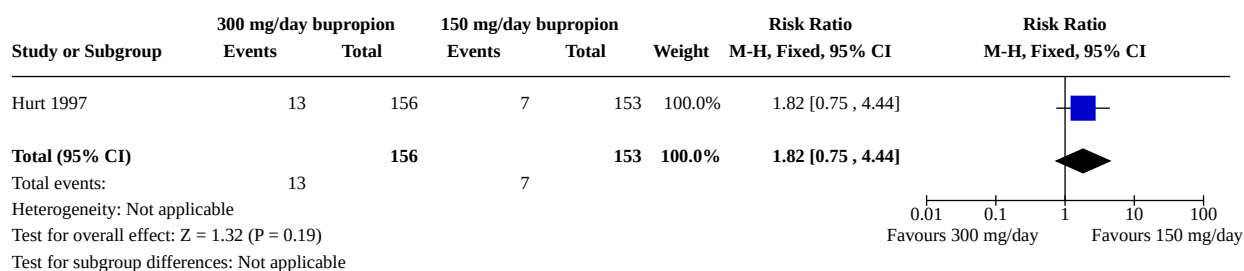 300 mg/day bupropion 150 mg/day bupropion Risk Ratio Risk Ratio
Study or Subgroup Events Total Events Total Weight M-H, Fixed, 95% CI M-H, Fixed, 95% CI
Hurt 1997 13 156 7 153 100.0% 1.82 [0.75 , 4.44]
Total (95% CI) 156 153 100.0% 1.82 [0.75 , 4.44]
Total events: 13 7
Heterogeneity: Not applicable
0.01 0.1 1 10 100
Test for overall effect: Z = 1.32 (P = 0.19) Favours 300 mg/day Favours 150 mg/day
Test for subgroup differences: Not applicable